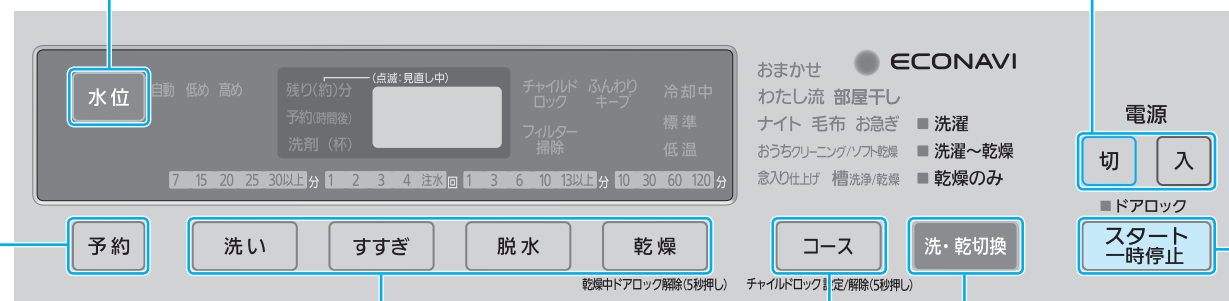 水位
自動 低め 高め
残り(約)分
(点滅:見直し中)
予約(時間後)
洗剤(杯)
チャイルドロック
ふんわりキープ
フィルター掃除
冷却中
標準
低温
7 15 20 25 30以上 分 1 2 3 4 注水 回 1 3 6 10 13以上 分 10 30 60 120 分
おまかせ
ECONAVI
わたし流 部屋干し
ナイト 毛布 お急ぎ ■洗濯
おうちクリーニング/ソフト乾燥 ■洗濯~乾燥
念入り仕上げ 槽洗浄/乾燥 ■乾燥のみ
電源
切 入
■ドアロック
予約
洗い
すすぎ
脱水
乾燥
コース
洗・乾切換
スタート
一時停止
乾燥中ドアロック解除(5秒押し)
チャイルドロック設定/解除(5秒押し)